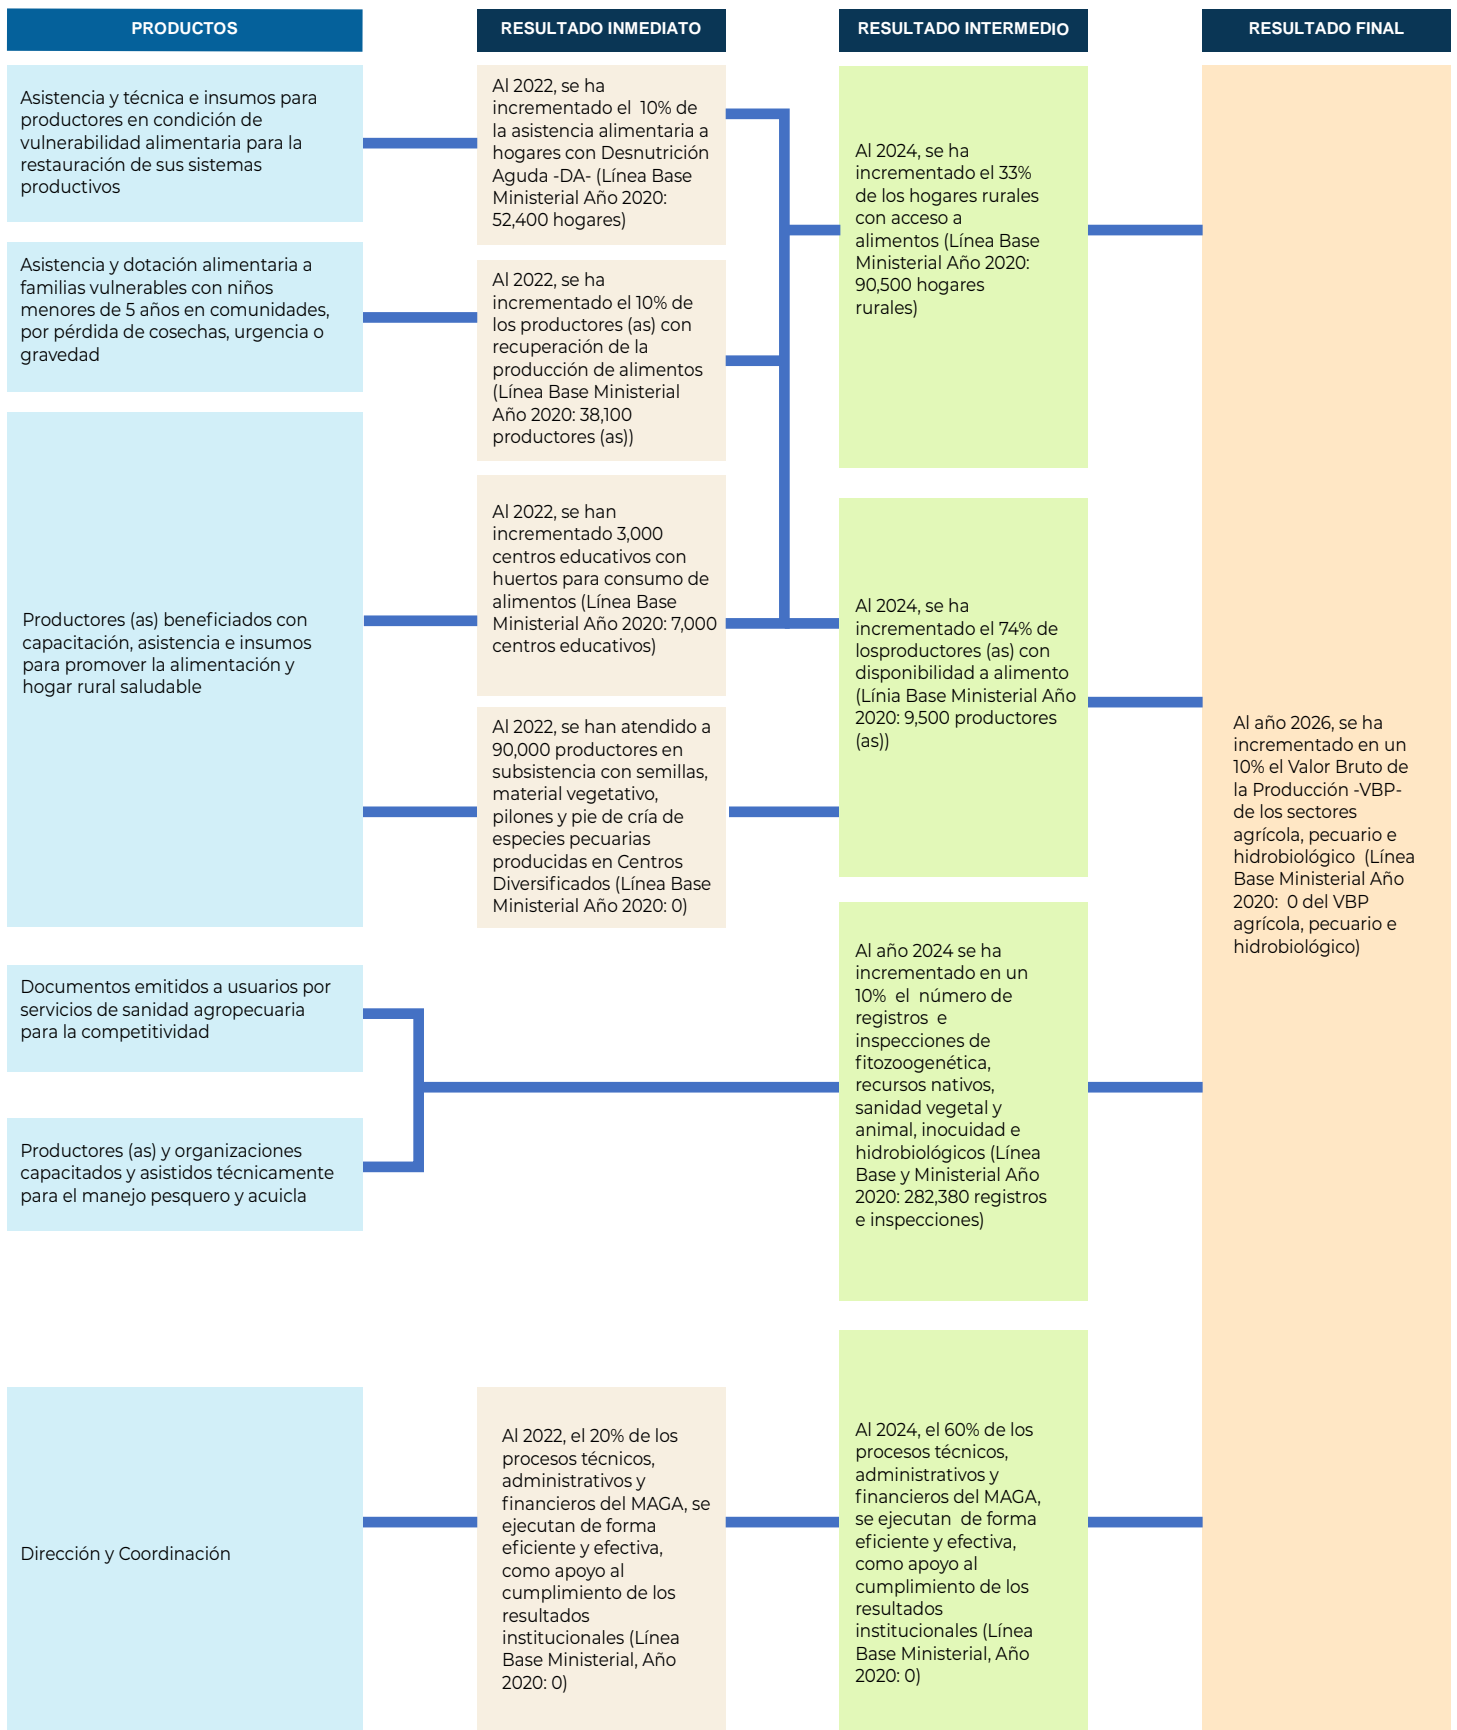 PRODUCTOS
RESULTADO INMEDIATO
RESULTADO INTERMEDIO
RESULTADO FINAL
Asistencia y técnica e insumos para
productores en condición de
vulnerabilidad alimentaria para la
restauración de sus sistemas
productivos
Asistencia y dotación alimentaria a
familias vulnerables con niños
menores de 5 años en comunidades,
por pérdida de cosechas, urgencia o
gravedad
Productores (as) beneficiados con
capacitación, asistencia e insumos
para promover la alimentación y
hogar rural saludable
Documentos emitidos a usuarios por
servicios de sanidad agropecuaria
para la competitividad
Productores (as) y organizaciones
capacitados y asistidos técnicamente
para el manejo pesquero y acuicla
Dirección y Coordinación
Al 2022, se ha
incrementado el 10% de
la asistencia alimentaria a
hogares con Desnutrición
Aguda -DA- (Línea Base
Ministerial Año 2020:
52,400 hogares)
Al 2022, se ha
incrementado el 10% de
los productores (as) con
recuperación de la
producción de alimentos
(Línea Base Ministerial
Año 2020: 38,100
productores (as))
Al 2022, se han
incrementado 3,000
centros educativos con
huertos para consumo de
alimentos (Línea Base
Ministerial Año 2020: 7,000
centros educativos)
Al 2022, se han atendido a
90,000 productores en
subsistencia con semillas,
material vegetativo,
pilones y pie de cría de
especies pecuarias
producidas en Centros
Diversificados (Línea Base
Ministerial Año 2020: 0)
Al 2022, el 20% de los
procesos técnicos,
administrativos y
financieros del MAGA, se
ejecutan de forma
eficiente y efectiva,
como apoyo al
cumplimiento de los
resultados
institucionales (Línea
Base Ministerial, Año
2020: 0)
Al 2024, se ha
incrementado el 33%
de los hogares rurales
con acceso a
alimentos (Línea Base
Ministerial Año 2020:
90,500 hogares
rurales)
Al 2024, se ha
incrementado el 74% de
losproductores (as) con
disponibilidad a alimento
(Línia Base Ministerial Año
2020: 9,500 productores
(as))
Al año 2024 se ha
incrementado en un
10% el número de
registros e
inspecciones de
fitozoogenética,
recursos nativos,
sanidad vegetal y
animal, inocuidad e
hidrobiológicos (Línea
Base y Ministerial Año
2020: 282,380 registros
e inspecciones)
Al 2024, el 60% de los
procesos técnicos,
administrativos y
financieros del MAGA,
se ejecutan de forma
eficiente y efectiva,
como apoyo al
cumplimiento de los
resultados
institucionales (Línea
Base Ministerial, Año
2020: 0)
Al año 2026, se ha
incrementado en un
10% el Valor Bruto de
la Producción -VBP-
de los sectores
agrícola, pecuario e
hidrobiológico (Línea
Base Ministerial Año
2020: 0 del VBP
agrícola, pecuario e
hidrobiológico)